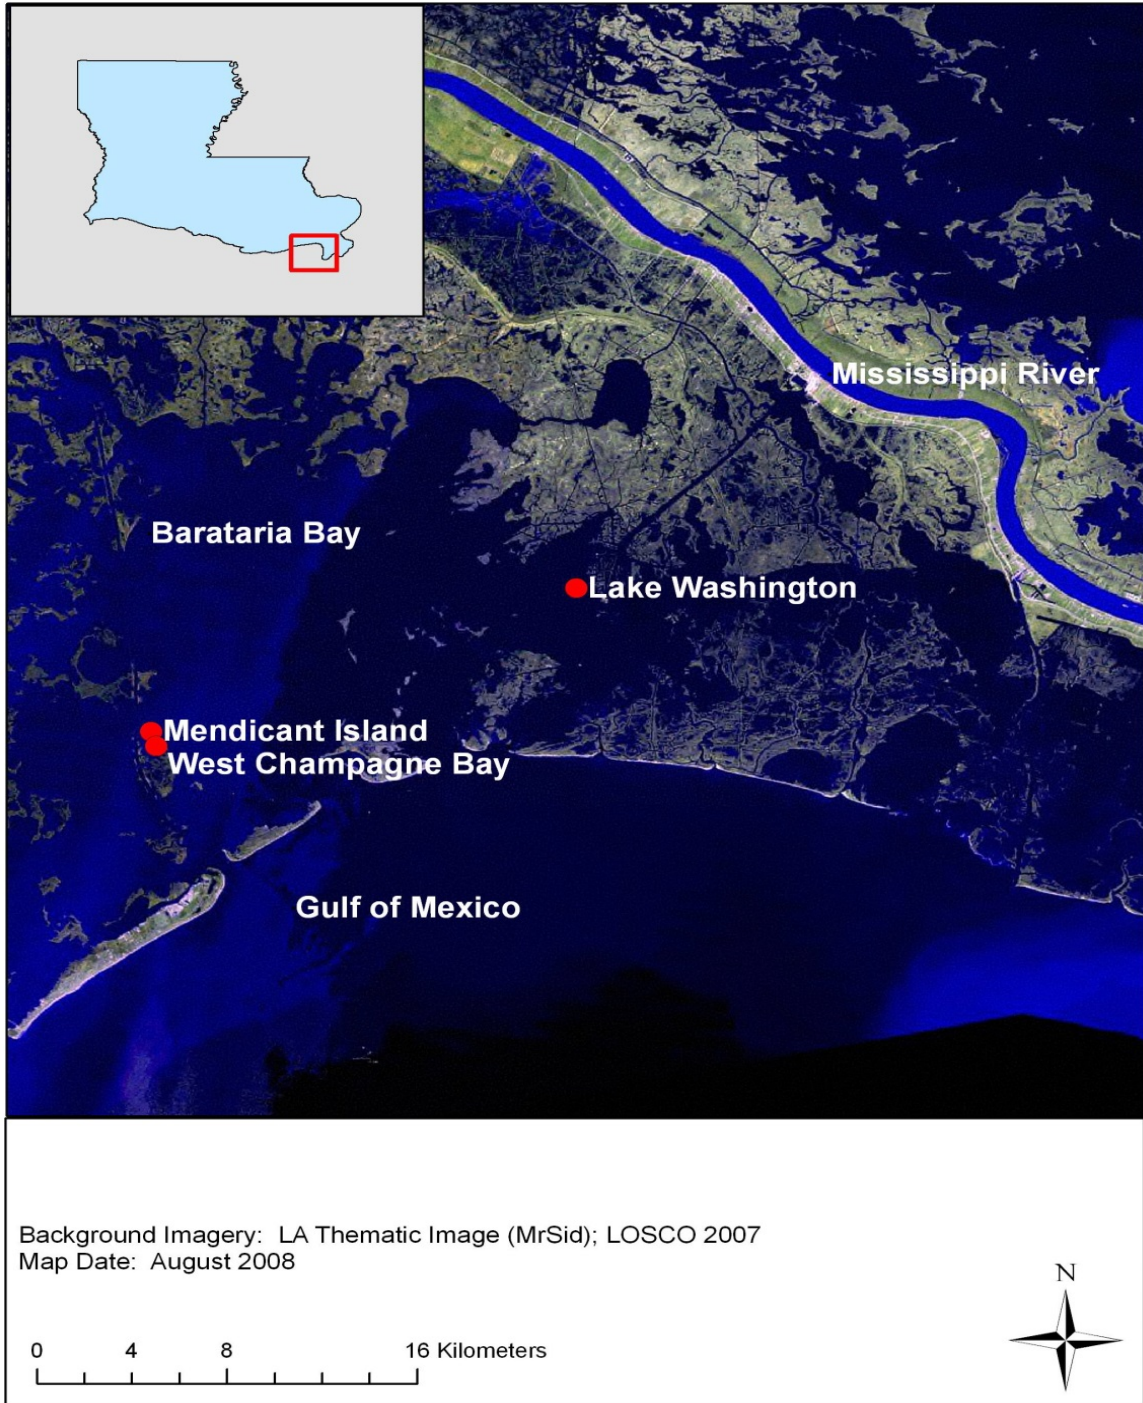 Mississippi River
Barataria Bay
Lake Washington
Mendicant Island
West Champagne Bay
Gulf of Mexico
Background Imagery:  LA Thematic Image (MrSid); LOSCO 2007
Map Date:  August 2008
N
0 4 8 16 Kilometers